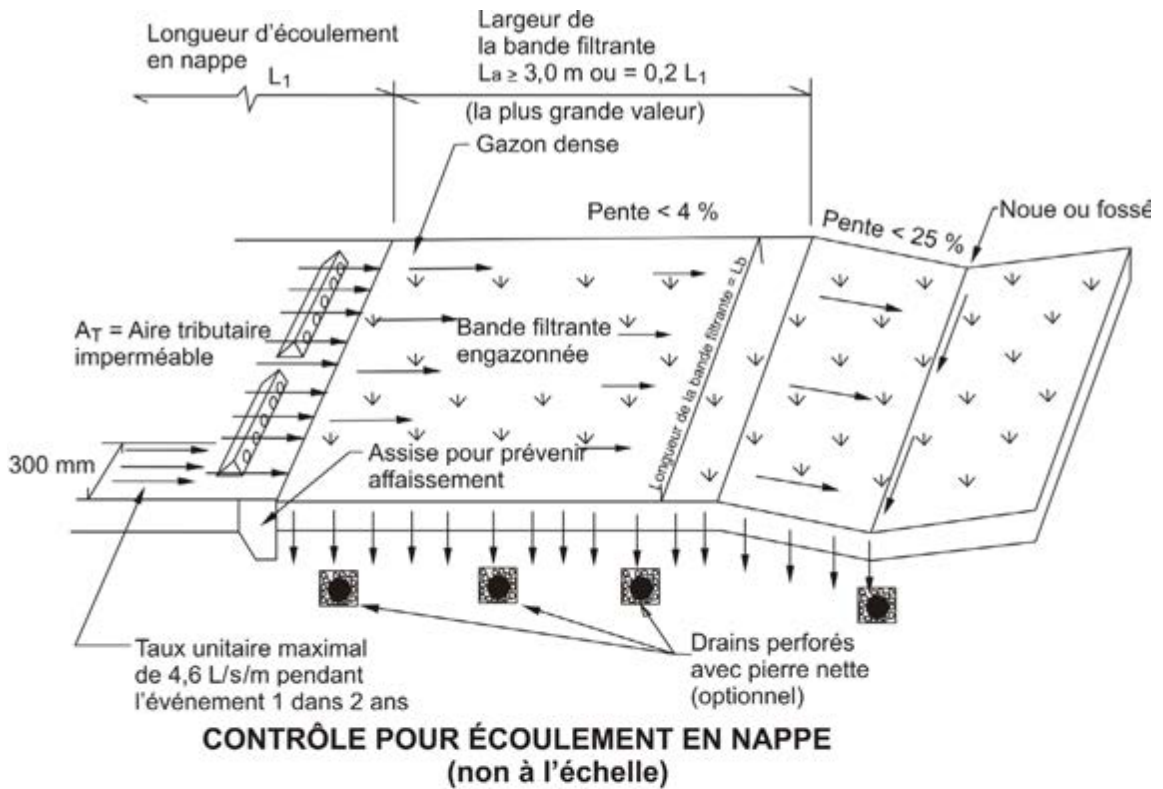 Longueur d'écoulement
en nappe
L1
Largeur de
la bande filtrante
La ≥ 3,0 m ou = 0,2 L1
(la plus grande valeur)
Gazon dense
Pente < 4 %
Pente < 25 %
Noue ou fossé
AT = Aire tributaire
imperméable
Bande filtrante
engazonnée
Longueur de la bande filtrante = Lb
300 mm
Assise pour prévenir
affaissement
Taux unitaire maximal
de 4,6 L/s/m pendant
l'événement 1 dans 2 ans
Drains perforés
avec pierre nette
(optionnel)
CONTRÔLE POUR ÉCOULEMENT EN NAPPE
(non à l'échelle)